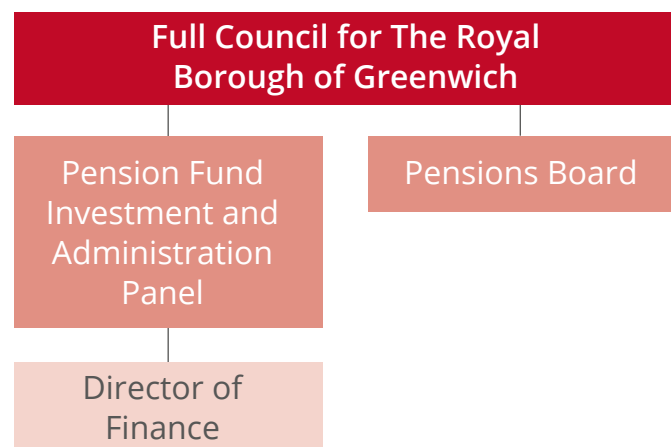 Full Council for The Royal
Borough of Greenwich
Pension Fund
Investment and
Administration
Panel
Pensions Board
Director of
Finance